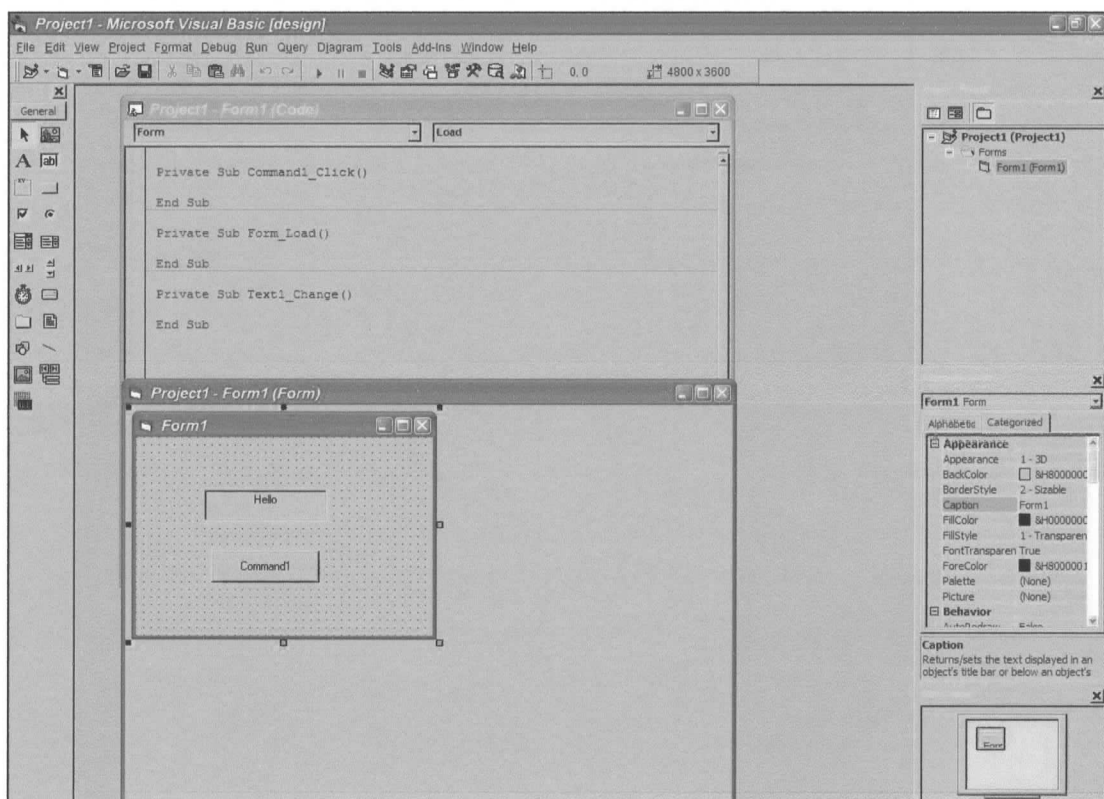 Project1 - Microsoft Visual Basic [design]
File Edit View Project Format Debug Run Query Diagram Tools Add-Ins Window Help
0, 0 4800 x 3600
General
Project1 - Form1 (Code)
Form Load
Private Sub Command1_Click()
End Sub
Private Sub Form_Load()
End Sub
Private Sub Text1_Change()
End Sub
Project1 - Form1 (Form)
Form1
Hello
Command1
Project1 (Project1)
Forms
Form1 (Form1)
Form1 Form
Alphabetic Categorized
Appearance
Appearance 1 - 3D
BackColor &H8000000
BorderStyle 2 - Sizable
Caption Form1
FillColor &H0000000
FillStyle 1 - Transparen
FontTransparen True
ForeColor &H8000001
Palette (None)
Picture (None)
Behavior
Caption
Returns/sets the text displayed in an
object's title bar or below an object's